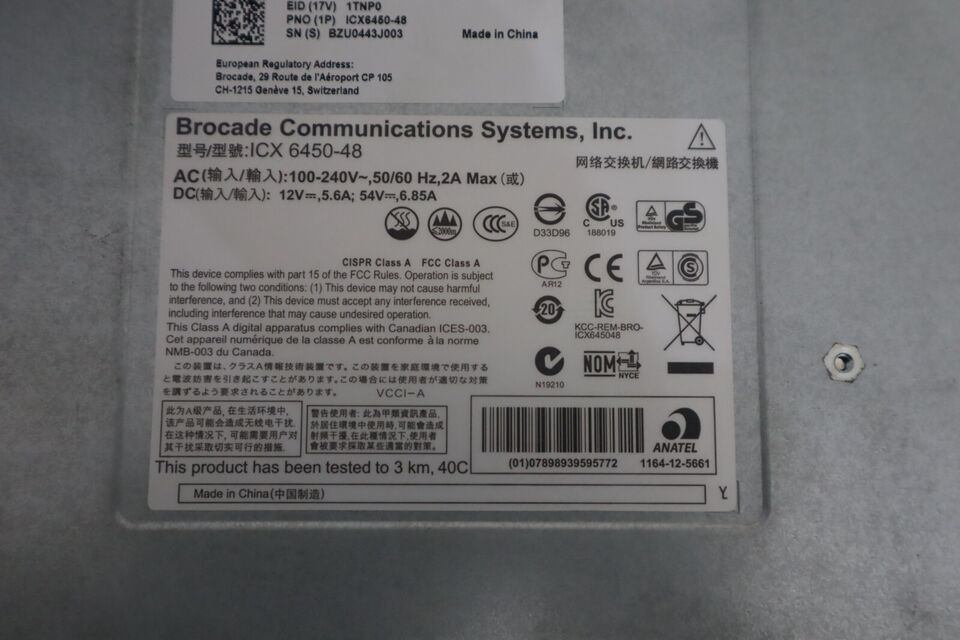 EID (17V) 1TNP0
PNO (1P) ICX6450-48
SN (S) BZU0443J003
Made in China
European Regulatory Address:
Brocade, 29 Route de l'Aéroport CP 105
CH-1215 Genève 15, Switzerland
Brocade Communications Systems, Inc.
型号/型號:ICX 6450-48
网络交换机/網路交換機
AC(输入/輸入):100-240V~,50/60 Hz,2A Max (或)
DC(输入/輸入): 12V⎓,5.6A; 54V⎓,6.85A
≤2000m
CCC S&E
D33D96
CSA ® C US
188019
TÜV Rheinland Product Safety GS
CISPR Class A FCC Class A
This device complies with part 15 of the FCC Rules. Operation is subject
to the following two conditions: (1) This device may not cause harmful
interference, and (2) This device must accept any interference received,
including interference that may cause undesired operation.
This Class A digital apparatus complies with Canadian ICES-003.
Cet appareil numérique de la classe A est conforme à la norme
NMB-003 du Canada.
この装置は、クラスA情報技術装置です。この装置を家庭環境で使用する
と電波妨害を引き起こすことがあります。この場合には使用者が適切な対策
を講ずるよう要求されることがあります。 VCCI-A
АЯ12
CE
TÜV Rheinland Argentina S.A.
S
20
KCC-REM-BRO-
ICX645048
N19210
NOM
NYCE
此为A级产品, 在生活环境中,
该产品可能会造成无线电干扰.
在这种情况下, 可能需要用户对
其干扰采取切实可行的措施.
警告使用者: 此為甲類資訊產品,
於居住環境中使用時, 可能會造成
射頻干擾, 在此種情況下, 使用者
會被要求採取某些適當的對策.
(01)07898939595772
ANATEL
1164-12-5661
This product has been tested to 3 km, 40C
Made in China(中国制造)
Y